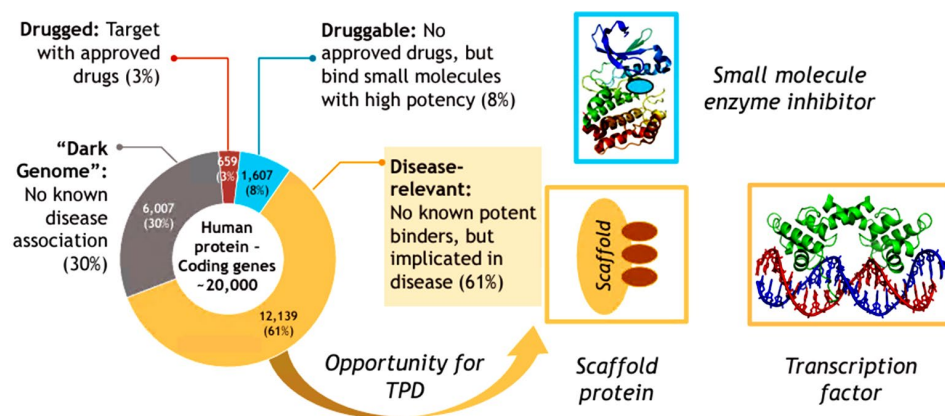 Drugged: Target
with approved
drugs (3%)
Druggable: No
approved drugs, but
bind small molecules
with high potency (8%)
Small molecule
enzyme inhibitor
"Dark
Genome":
No known
disease
association
(30%)
659
(3%)
1,607
(8%)
6,007
(30%)
Human
protein -
Coding genes
~20,000
12,139
(61%)
Disease-
relevant:
No known potent
binders, but
implicated in
disease (61%)
Scaffold
Opportunity for
TPD
Scaffold
protein
Transcription
factor